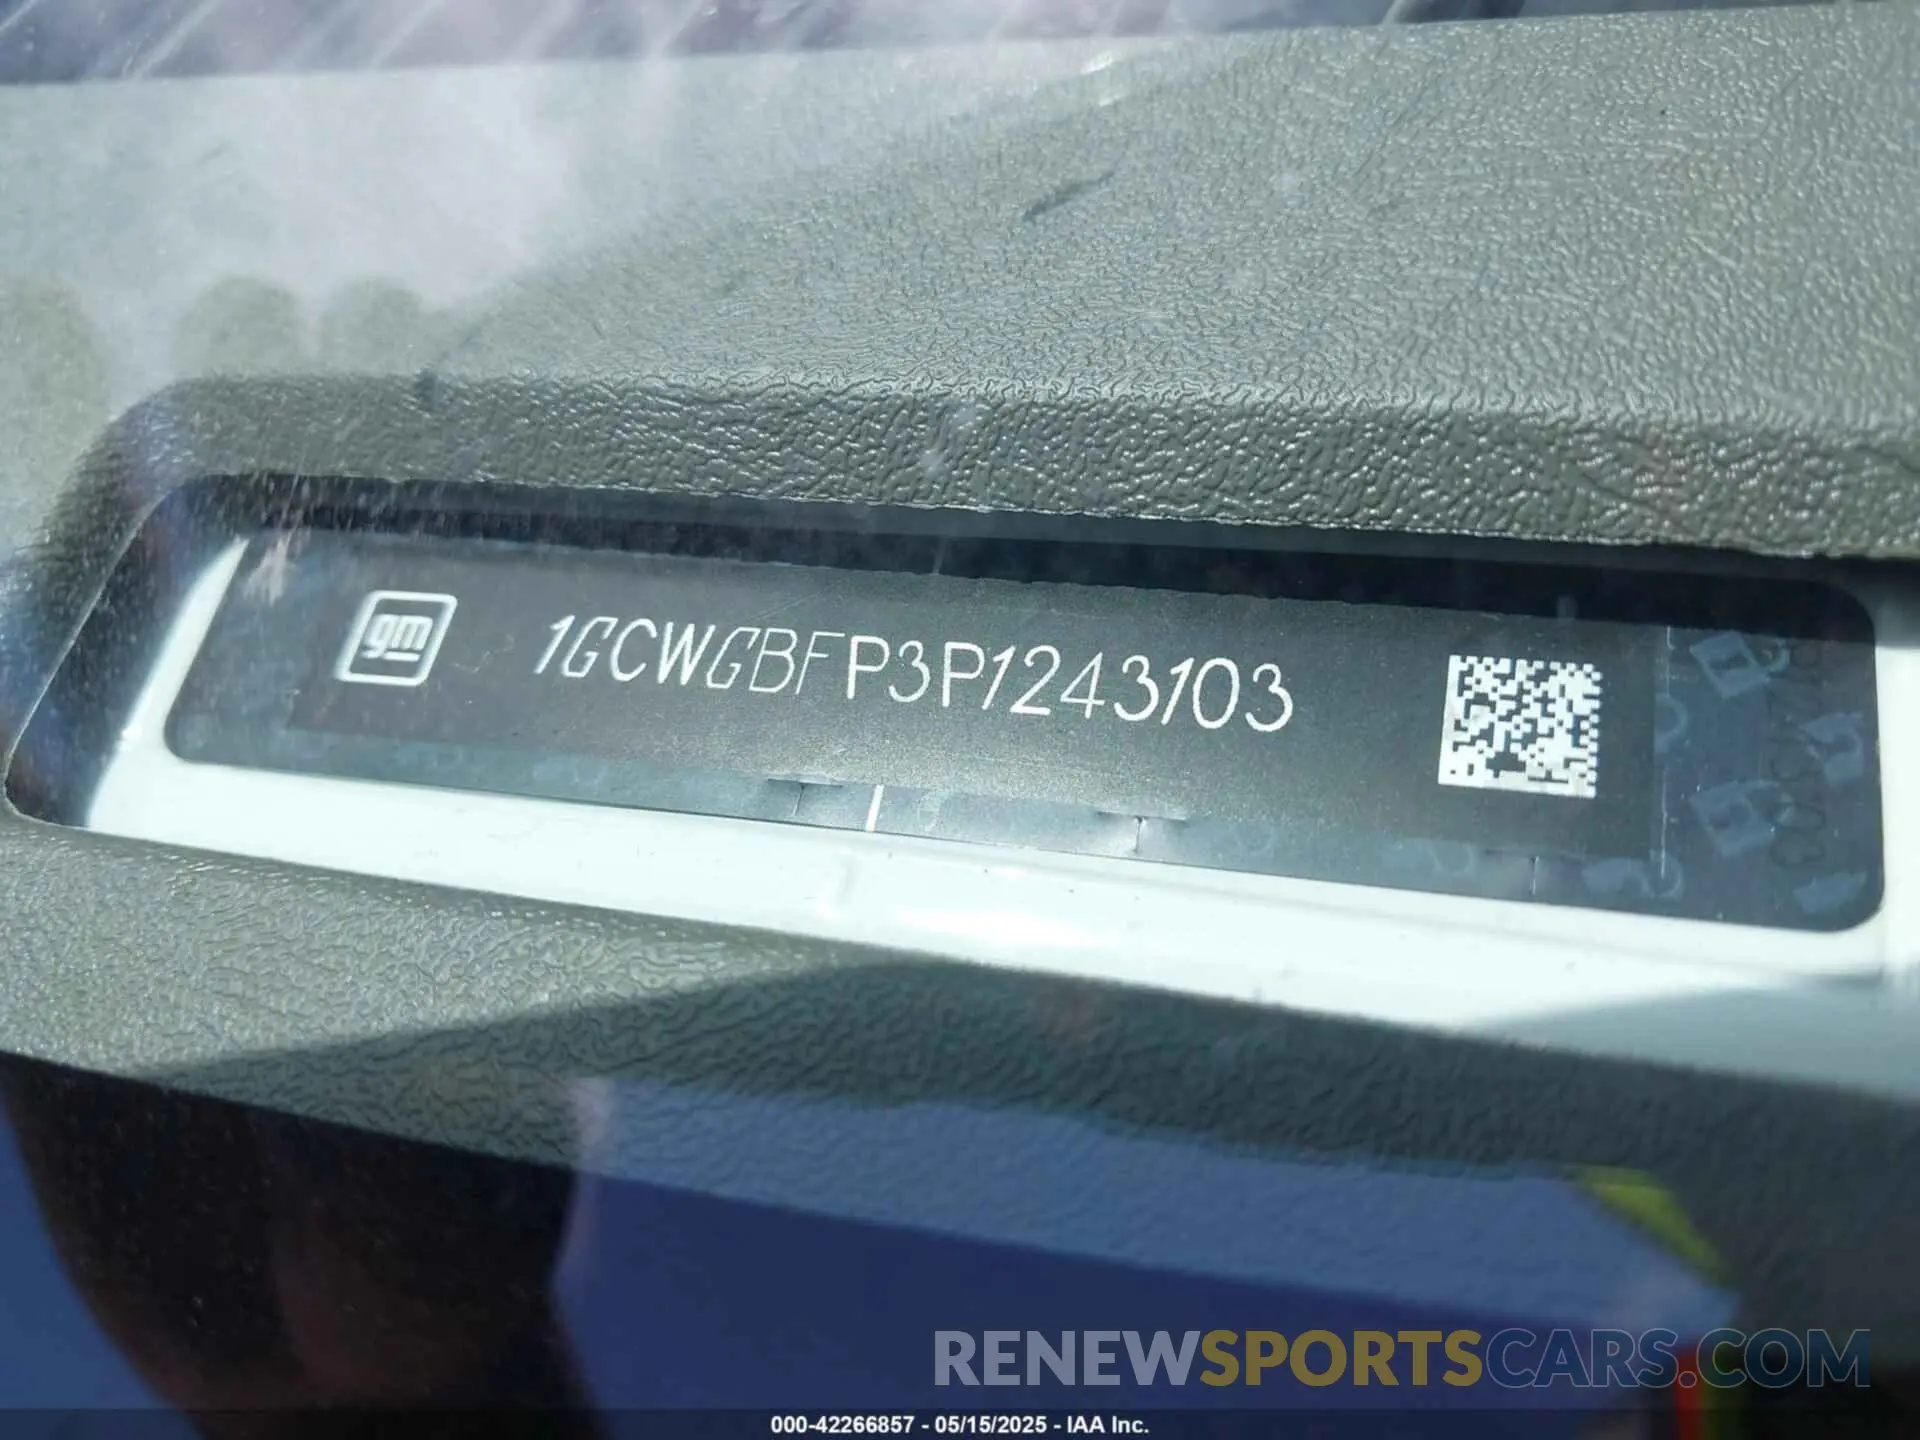 gm 1GCWGBFP3P1243103
RENEWSPORTSCARS.COM
000-42266857 - 05/15/2025 - IAA Inc.